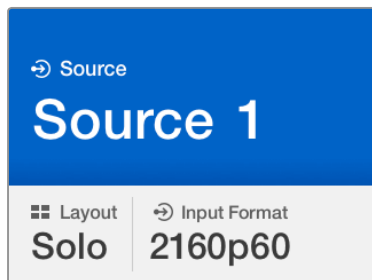 Source
Source 1
Layout
Input Format
Solo
2160p60